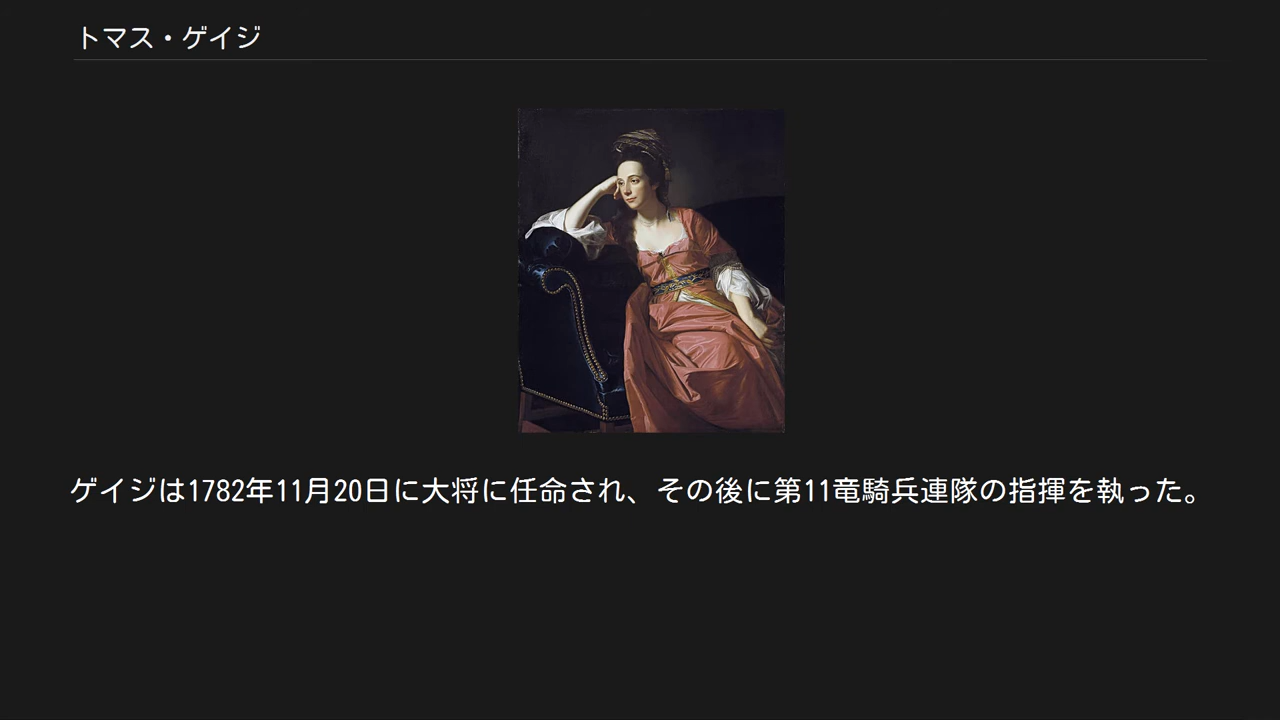 トマス・ゲイジ
ゲイジは1782年11月20日に大将に任命され、その後に第11竜騎兵連隊の指揮を執った。